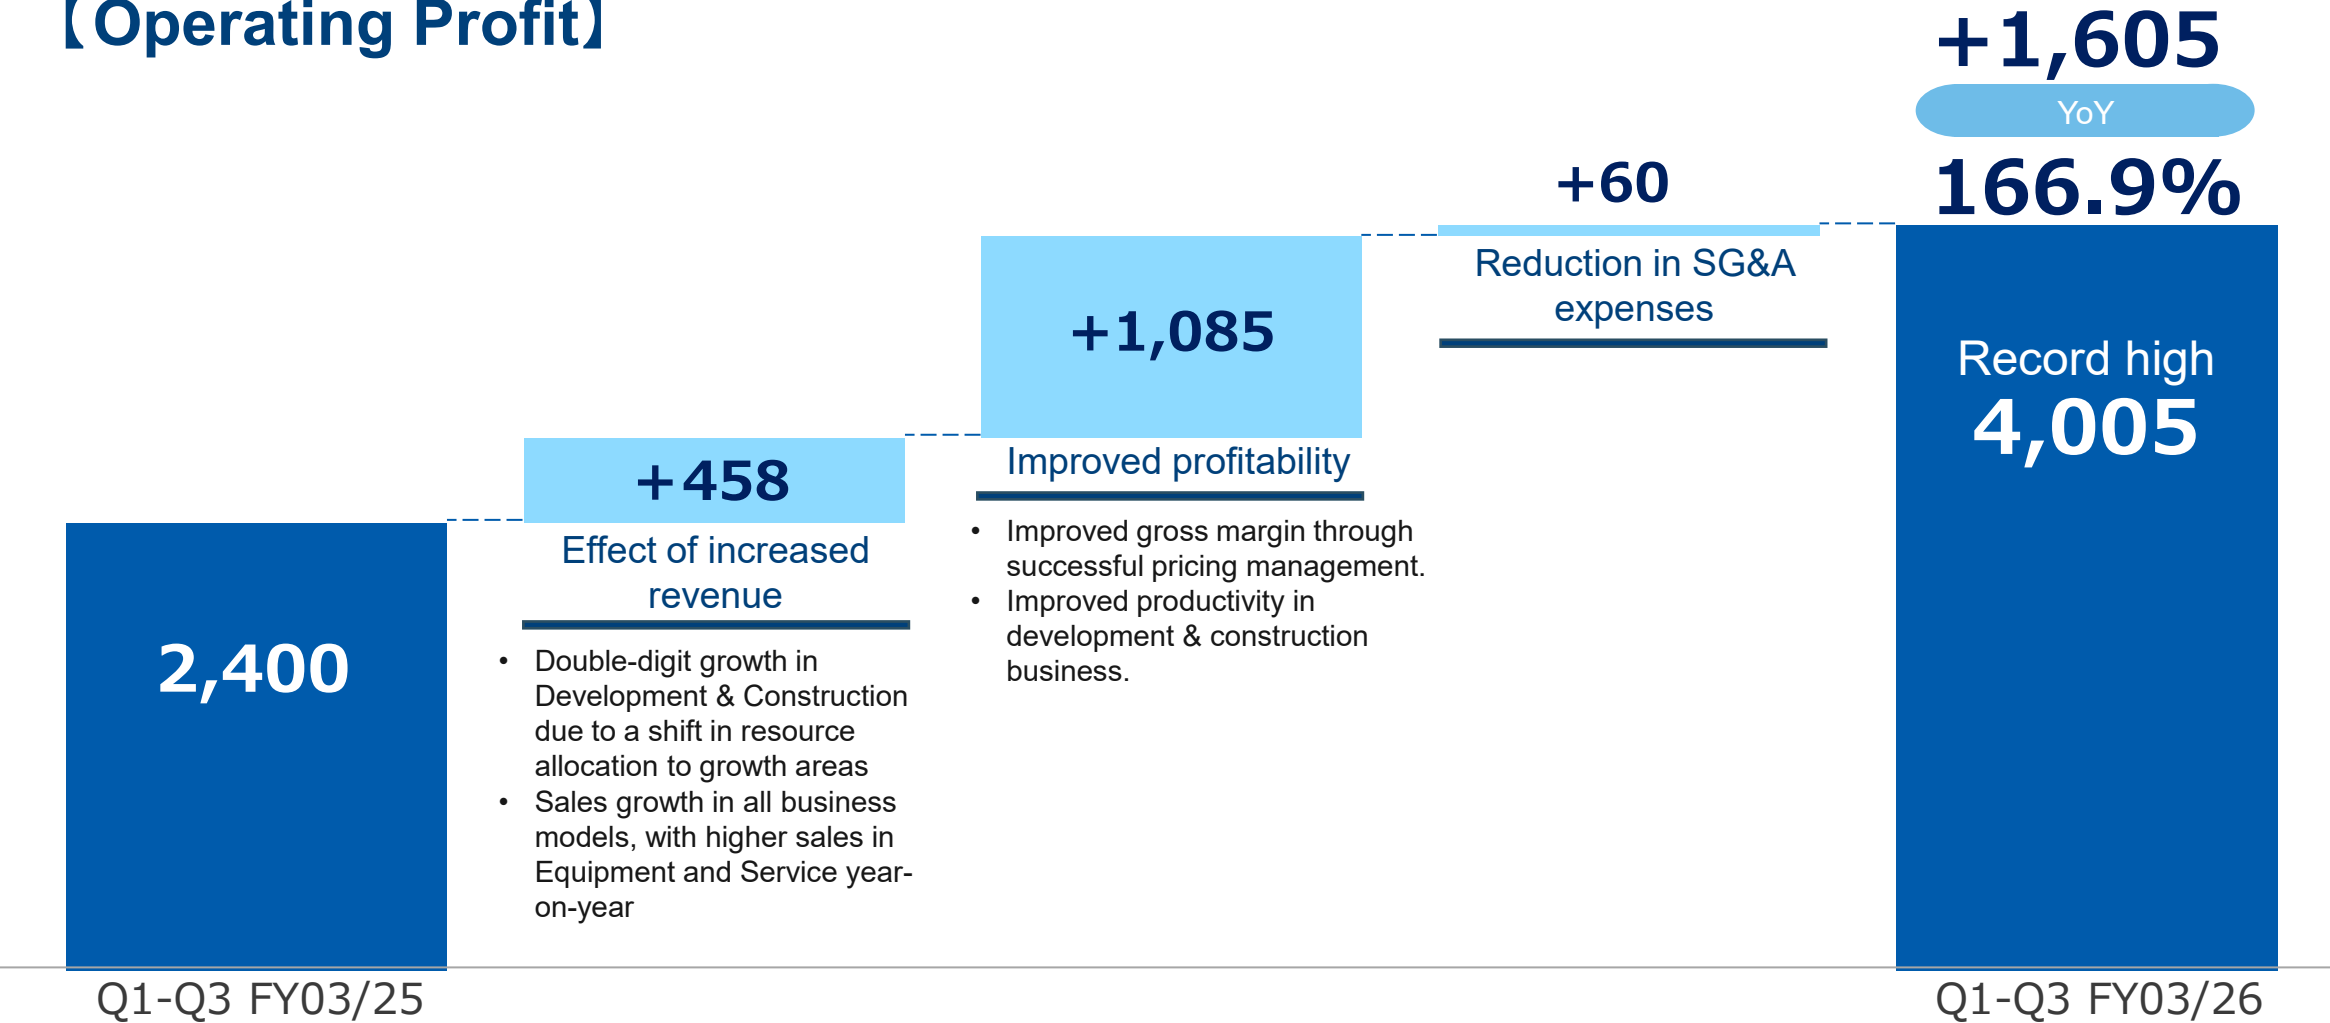 【Operating Profit】
+1,605
YoY
166.9%
+60
Reduction in SG&A
expenses
+1,085
Improved profitability
• Improved gross margin through
successful pricing management.
• Improved productivity in
development & construction
business.
+458
Effect of increased
revenue
• Double-digit growth in
Development & Construction
due to a shift in resource
allocation to growth areas
• Sales growth in all business
models, with higher sales in
Equipment and Service year-
on-year
2,400
Record high
4,005
Q1-Q3 FY03/25
Q1-Q3 FY03/26